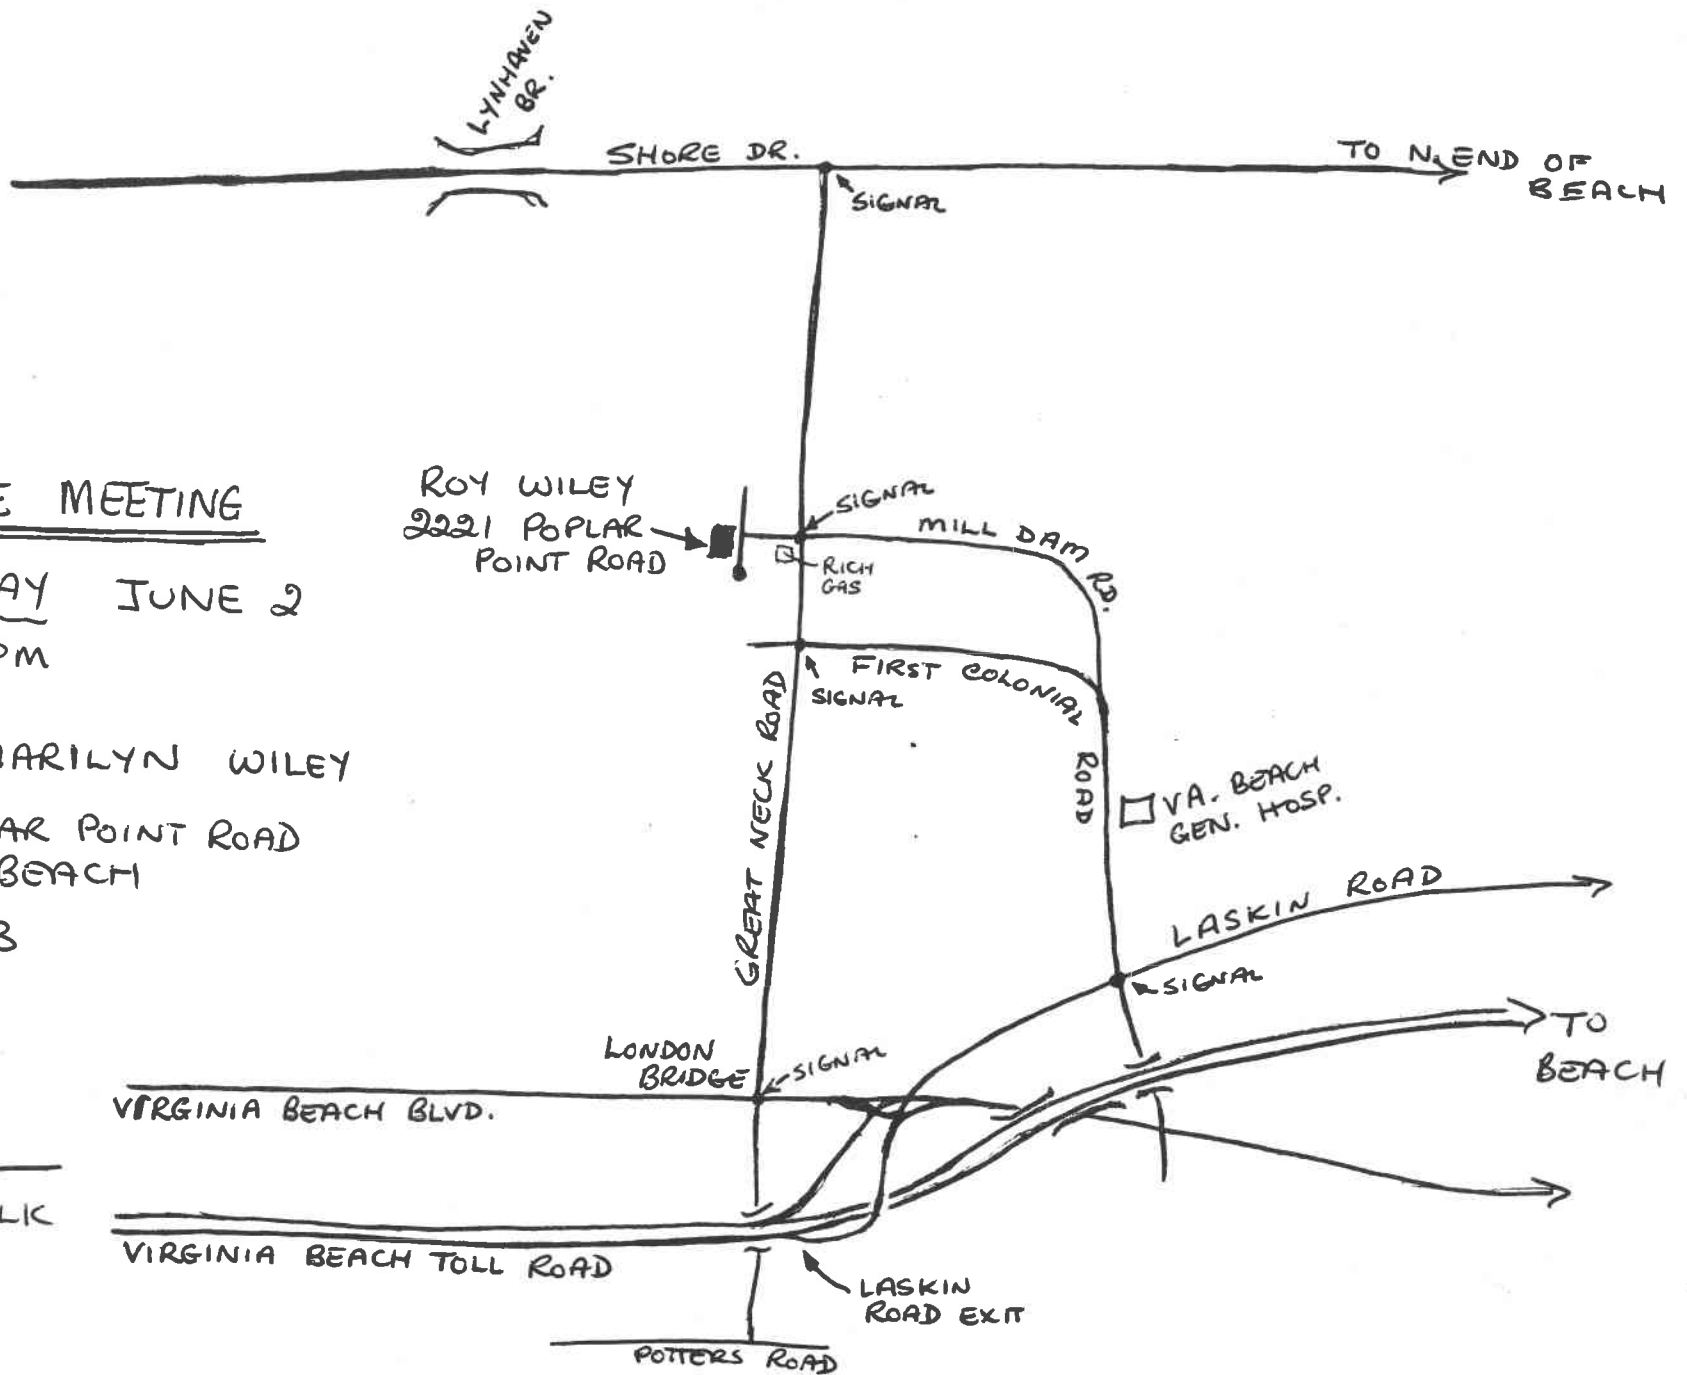 LYNHAVEN
BR.
SHORE DR.
TO N. END OF
BEACH
SIGNAL
E MEETING
AY JUNE 2
PM
MARILYN WILEY
AR POINT ROAD
BEACH
LK
ROY WILEY
2221 POPLAR
POINT ROAD
SIGNAL
MILL DAM RD.
RICH
GAS
SIGNAL
FIRST COLONIAL ROAD
GREAT NECK ROAD
VA. BEACH
GEN. HOSP.
LASKIN ROAD
SIGNAL
TO
BEACH
LONDON
BRIDGE
SIGNAL
VIRGINIA BEACH BLVD.
VIRGINIA BEACH TOLL ROAD
LASKIN
ROAD EXIT
POTTERS ROAD